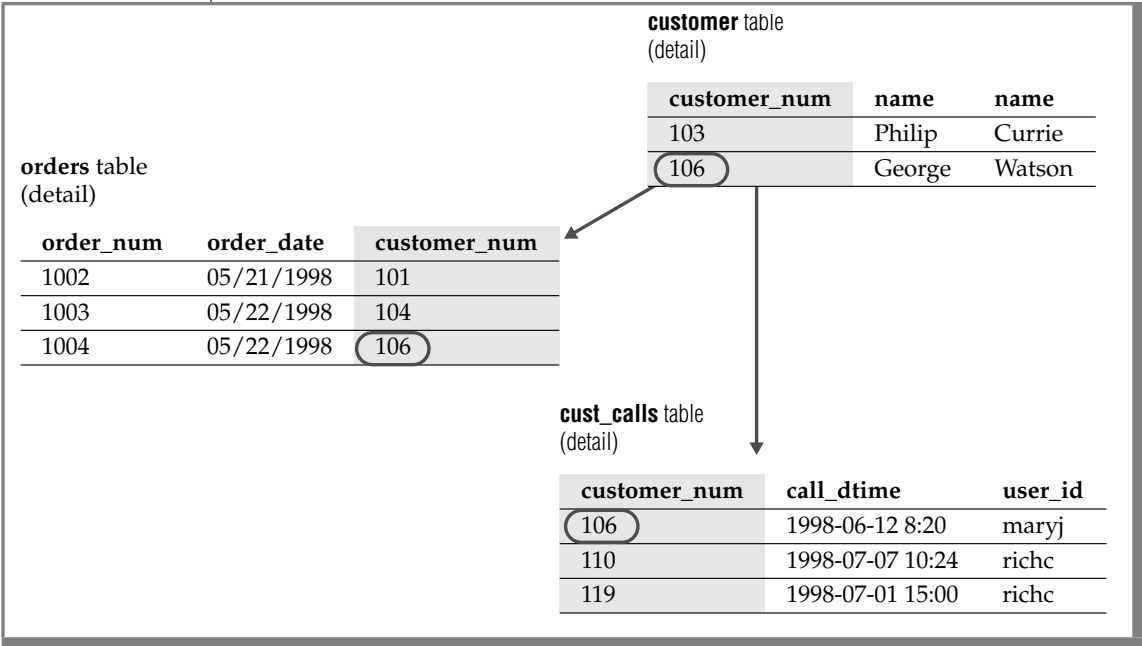 customer table
(detail)
customer_num name name
103 Philip Currie
106 George Watson
orders table
(detail)
order_num order_date customer_num
1002 05/21/1998 101
1003 05/22/1998 104
1004 05/22/1998 106
cust_calls table
(detail)
customer_num call_dtime user_id
106 1998-06-12 8:20 maryj
110 1998-07-07 10:24 richc
119 1998-07-01 15:00 richc